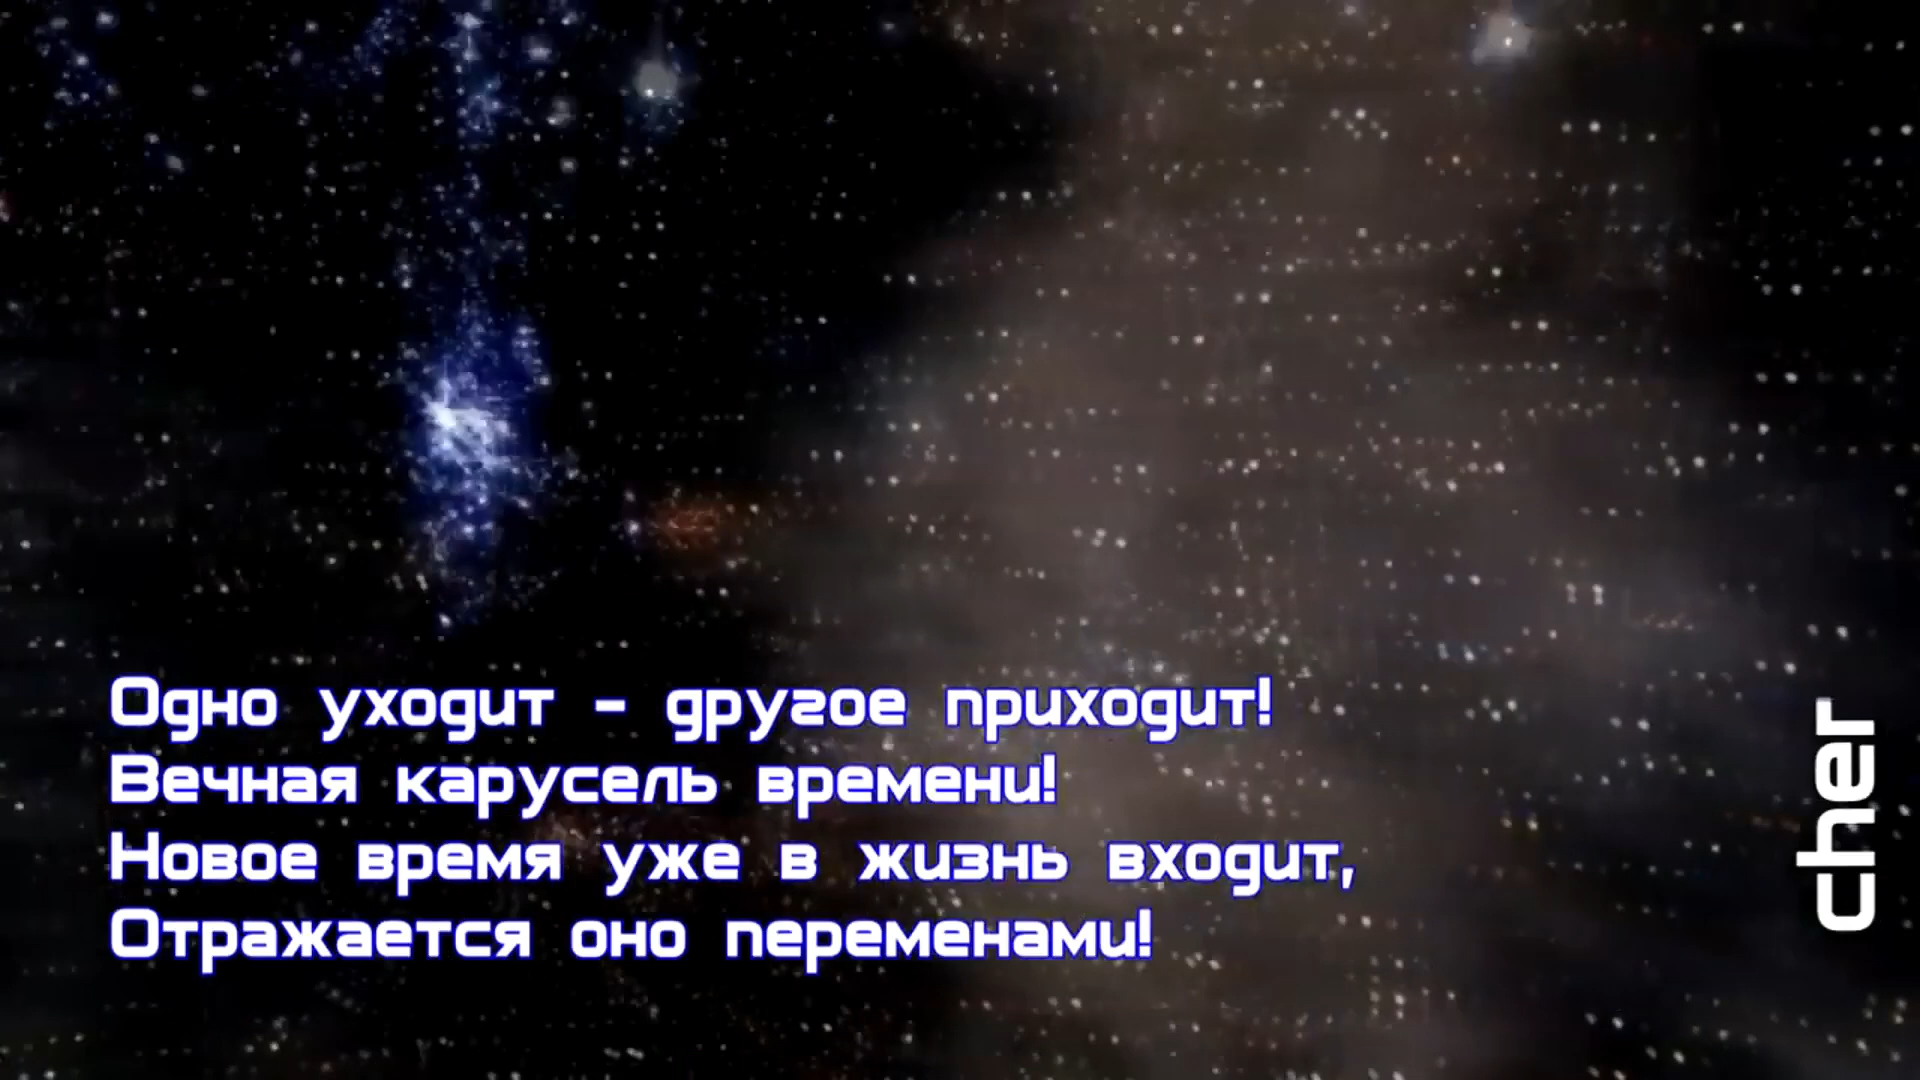 Одно уходит - другое приходит!
Вечная карусель времени!
Новое время уже в жизнь входит,
Отражается оно переменами!
cher